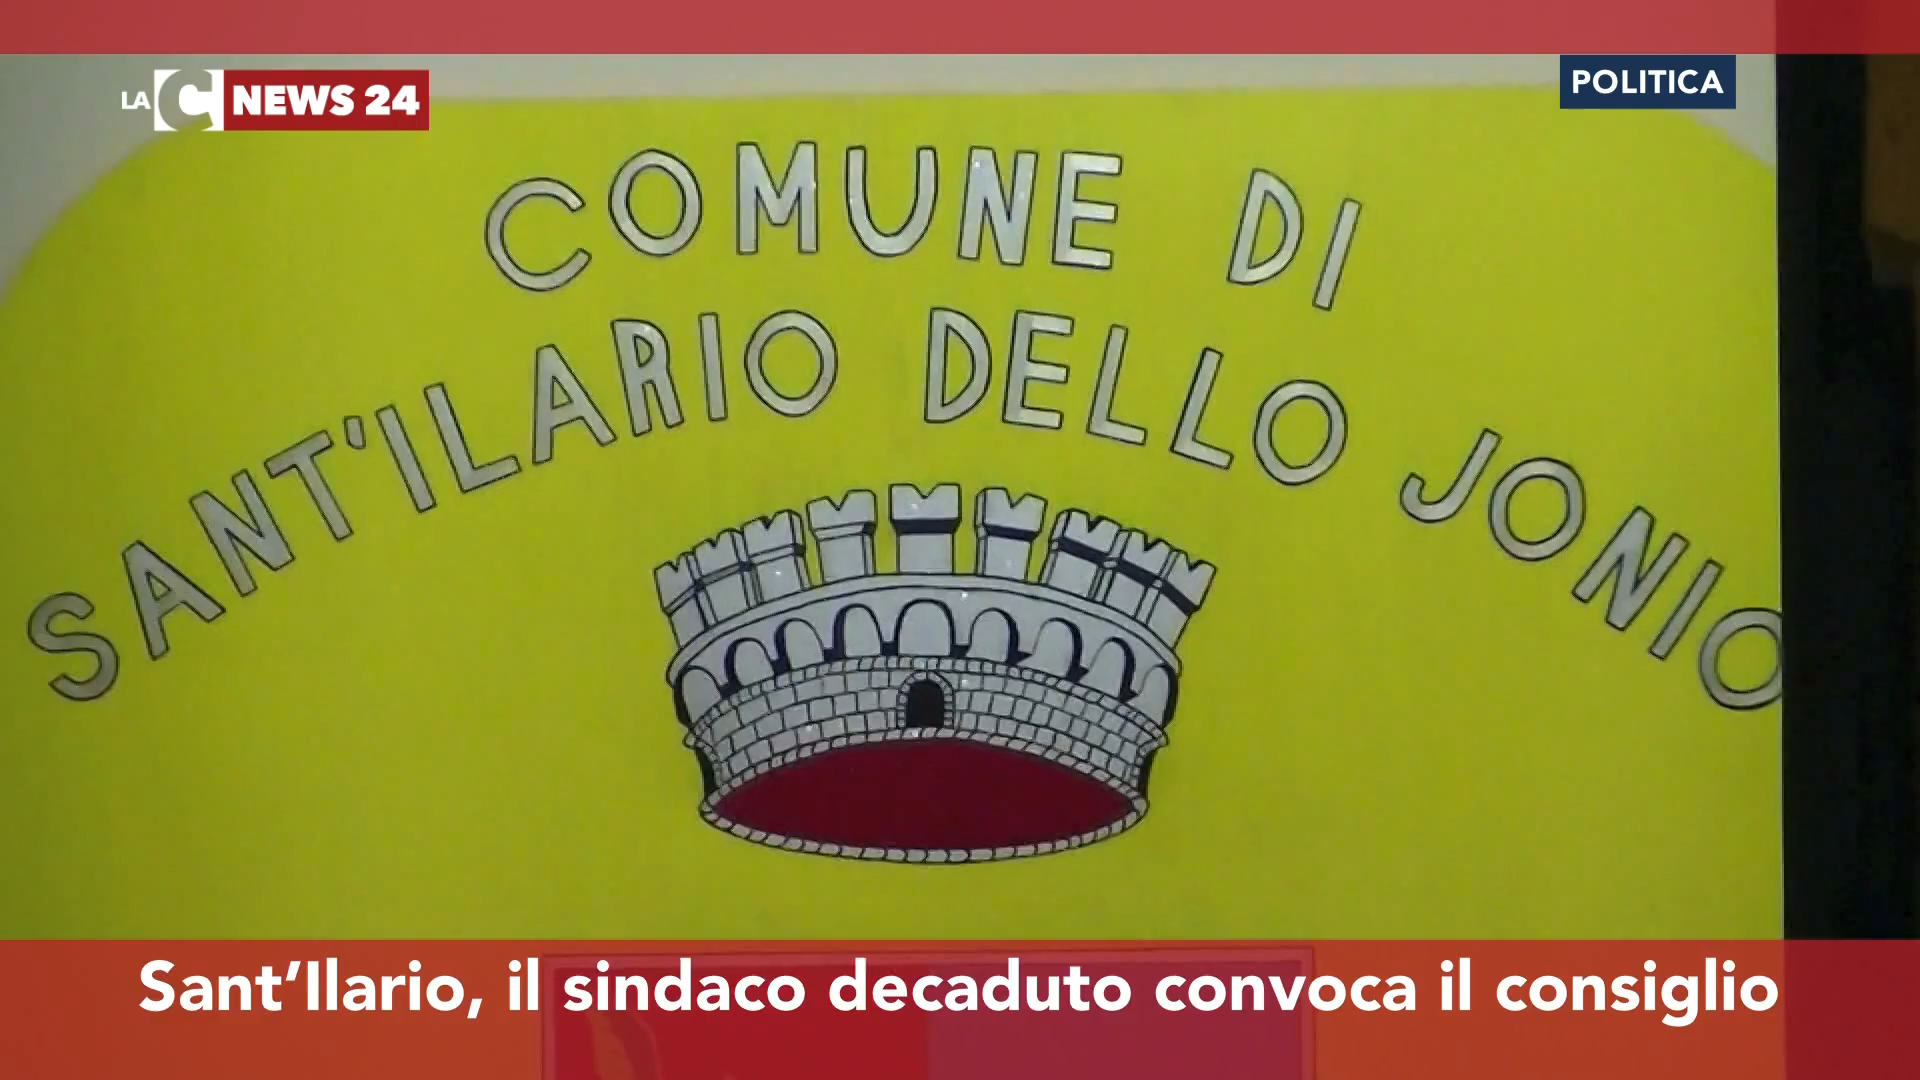 LA C NEWS 24
POLITICA
COMUNE DI
SANT'ILARIO DELLO JONIO
Sant’Ilario, il sindaco decaduto convoca il consiglio